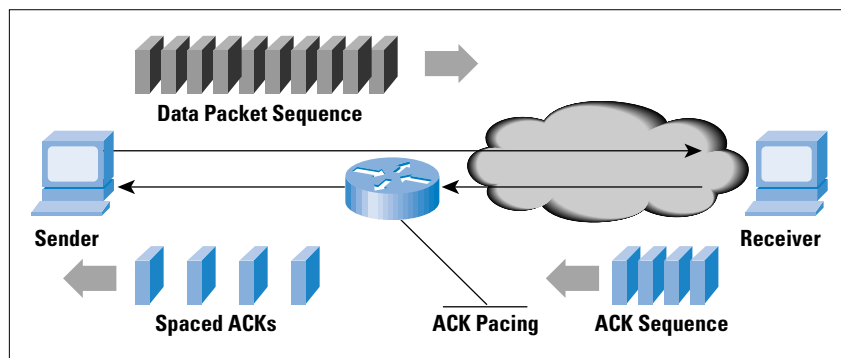 Data Packet Sequence
Sender
Receiver
Spaced ACKs
ACK Pacing
ACK Sequence